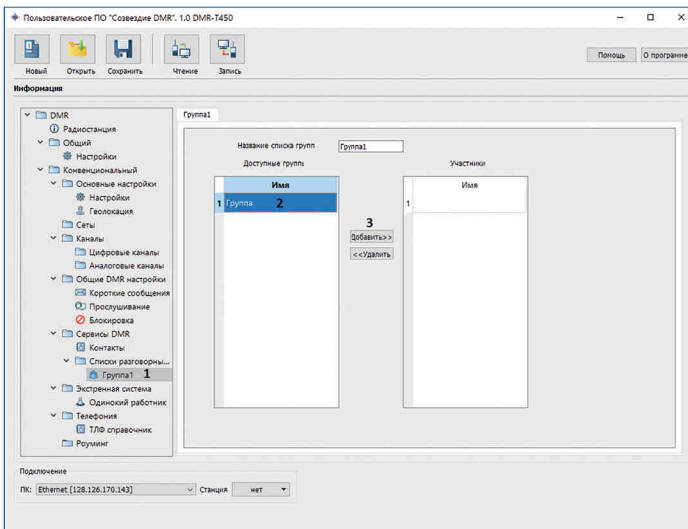 Пользовательское ПО "Созвездие DMR". 1.0 DMR-T450
Новый Открыть Сохранить Чтение Запись
Помощь О программе
Информация
DMR
Радиостанция
Общий
Настройки
Конвенциональный
Основные настройки
Настройки
Геолокация
Сеты
Каналы
Цифровые каналы
Аналоговые каналы
Общие DMR настройки
Короткие сообщения
Прослушивание
Блокировка
Сервисы DMR
Контакты
Списки разговорны...
Группа1 1
Экстренная система
Одинокий работник
Телефония
ТЛФ справочник
Роуминг
Группа1
Название списка групп Группа1
Доступные группы
Имя
1 Группа 2
3
Добавить>>
<<Удалить
Участники
Имя
1
Подключение
ПК: Ethernet [128.126.170.143] Станция нет